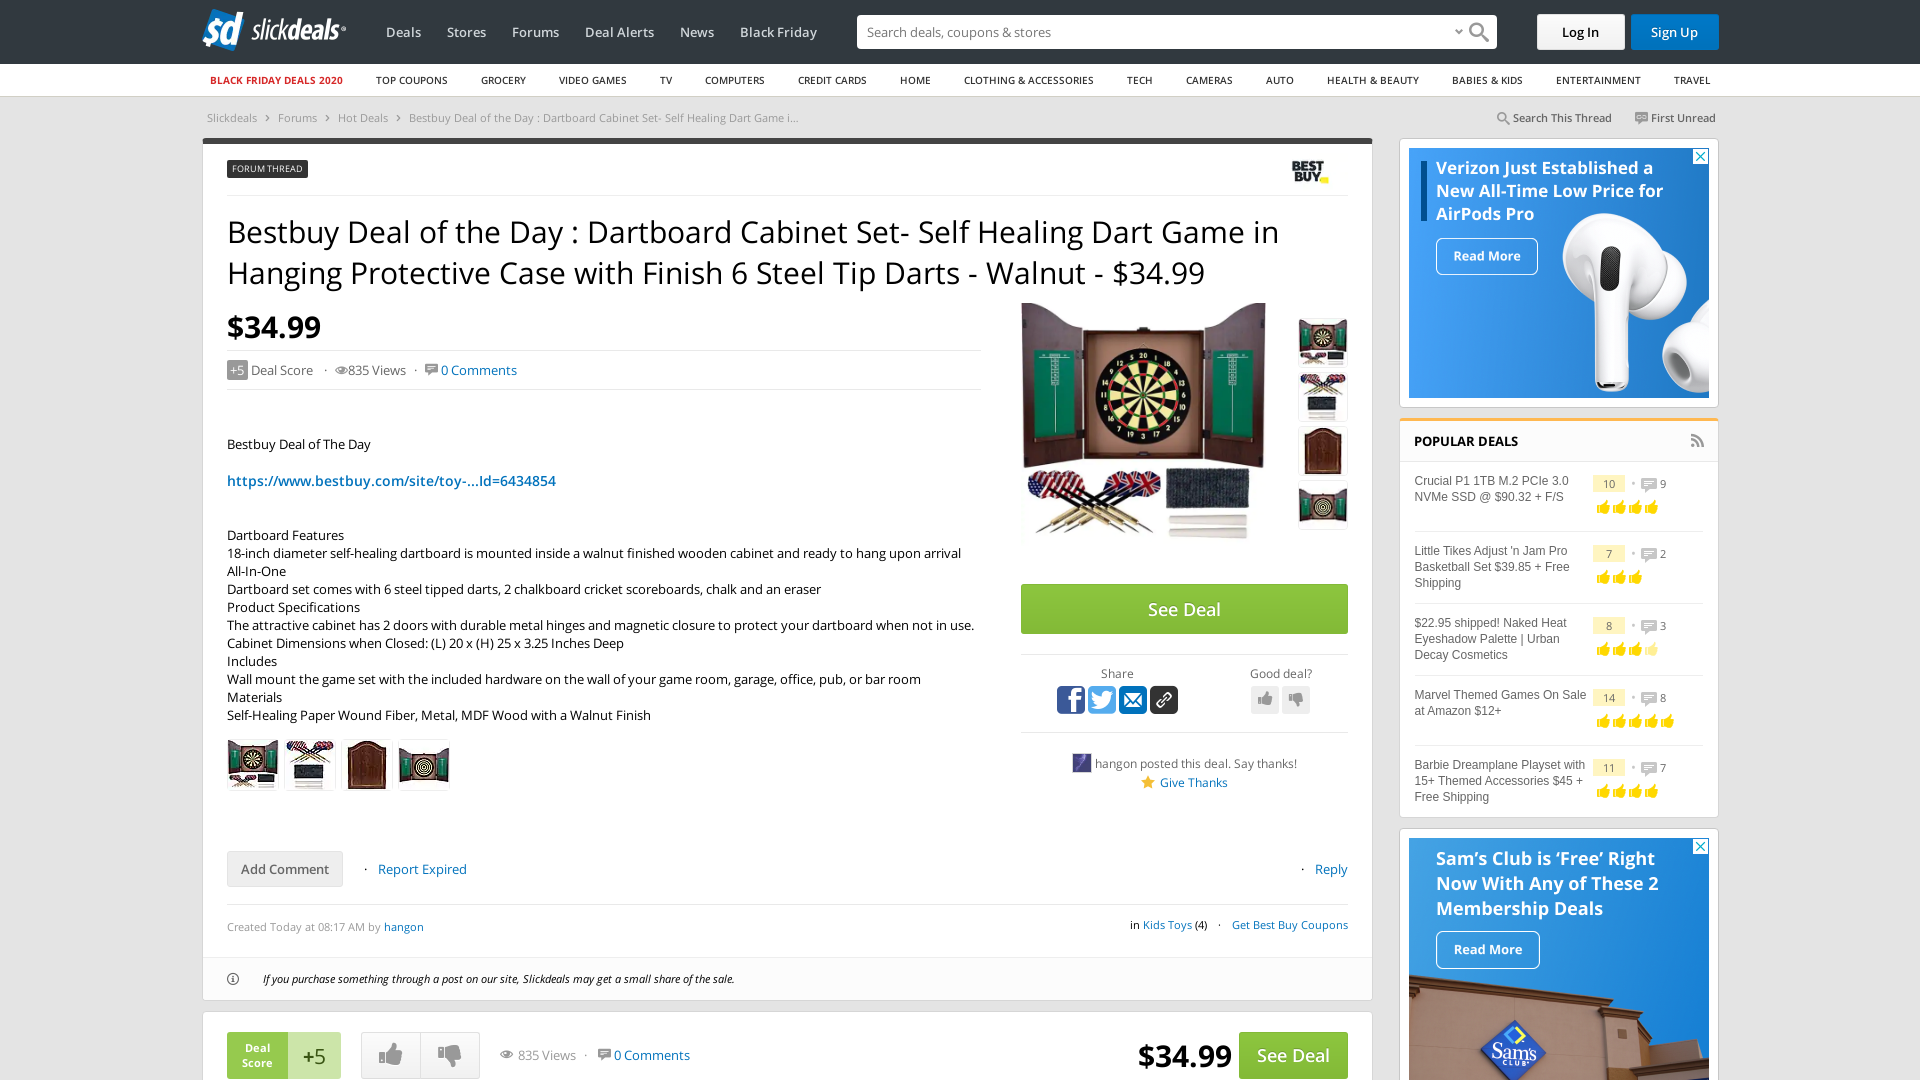 slickdeals
Deals
Stores
Forums
Deal Alerts
News
Black Friday
Search deals, coupons & stores
Log In
Sign Up
BLACK FRIDAY DEALS 2020
TOP COUPONS
GROCERY
VIDEO GAMES
TV
COMPUTERS
CREDIT CARDS
HOME
CLOTHING & ACCESSORIES
TECH
CAMERAS
AUTO
HEALTH & BEAUTY
BABIES & KIDS
ENTERTAINMENT
TRAVEL
Slickdeals › Forums › Hot Deals › Bestbuy Deal of the Day : Dartboard Cabinet Set- Self Healing Dart Game i...
Search This Thread
First Unread
FORUM THREAD
BEST
BUY
Bestbuy Deal of the Day : Dartboard Cabinet Set- Self Healing Dart Game in
Hanging Protective Case with Finish 6 Steel Tip Darts - Walnut - $34.99
$34.99
+5 Deal Score · 835 Views · 0 Comments
Bestbuy Deal of The Day
https://www.bestbuy.com/site/toy-...Id=6434854
Dartboard Features
18-inch diameter self-healing dartboard is mounted inside a walnut finished wooden cabinet and ready to hang upon arrival
All-In-One
Dartboard set comes with 6 steel tipped darts, 2 chalkboard cricket scoreboards, chalk and an eraser
Product Specifications
The attractive cabinet has 2 doors with durable metal hinges and magnetic closure to protect your dartboard when not in use.
Cabinet Dimensions when Closed: (L) 20 x (H) 25 x 3.25 Inches Deep
Includes
Wall mount the game set with the included hardware on the wall of your game room, garage, office, pub, or bar room
Materials
Self-Healing Paper Wound Fiber, Metal, MDF Wood with a Walnut Finish
See Deal
Share
Good deal?
hangon posted this deal. Say thanks!
Give Thanks
Add Comment
· Report Expired
· Reply
Created Today at 08:17 AM by hangon
in Kids Toys (4) · Get Best Buy Coupons
If you purchase something through a post on our site, Slickdeals may get a small share of the sale.
Deal
Score
+5
835 Views · 0 Comments
$34.99
See Deal
Verizon Just Established a
New All-Time Low Price for
AirPods Pro
Read More
POPULAR DEALS
Crucial P1 1TB M.2 PCIe 3.0
NVMe SSD @ $90.32 + F/S
10 • 9
Little Tikes Adjust 'n Jam Pro
Basketball Set $39.85 + Free
Shipping
7 • 2
$22.95 shipped! Naked Heat
Eyeshadow Palette | Urban
Decay Cosmetics
8 • 3
Marvel Themed Games On Sale
at Amazon $12+
14 • 8
Barbie Dreamplane Playset with
15+ Themed Accessories $45 +
Free Shipping
11 • 7
Sam's Club is 'Free' Right
Now With Any of These 2
Membership Deals
Read More
Sam's
CLUB